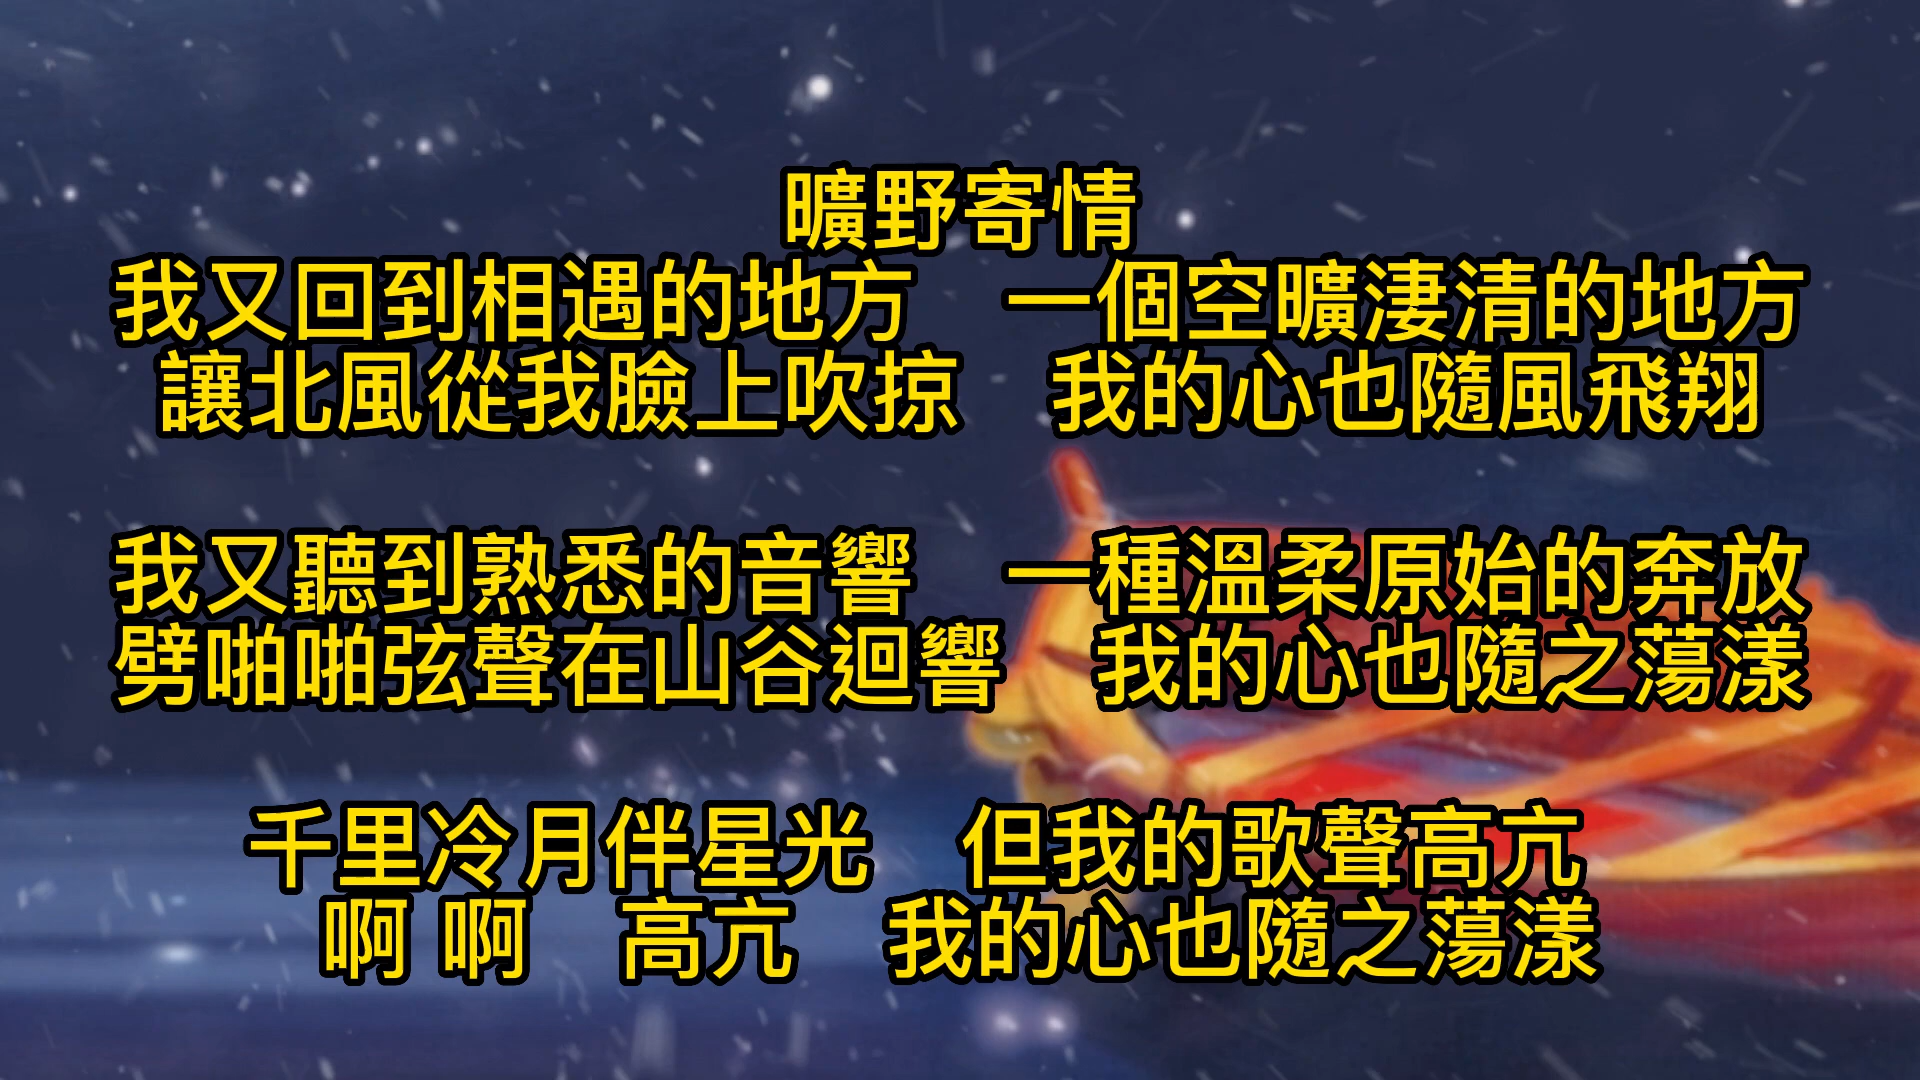 曠野寄情
我又回到相遇的地方　一個空曠淒清的地方
讓北風從我臉上吹掠　我的心也隨風飛翔
我又聽到熟悉的音響　一種溫柔原始的奔放
劈啪啪弦聲在山谷迴響　我的心也隨之蕩漾
千里冷月伴星光　但我的歌聲高亢
啊 啊　高亢　我的心也隨之蕩漾